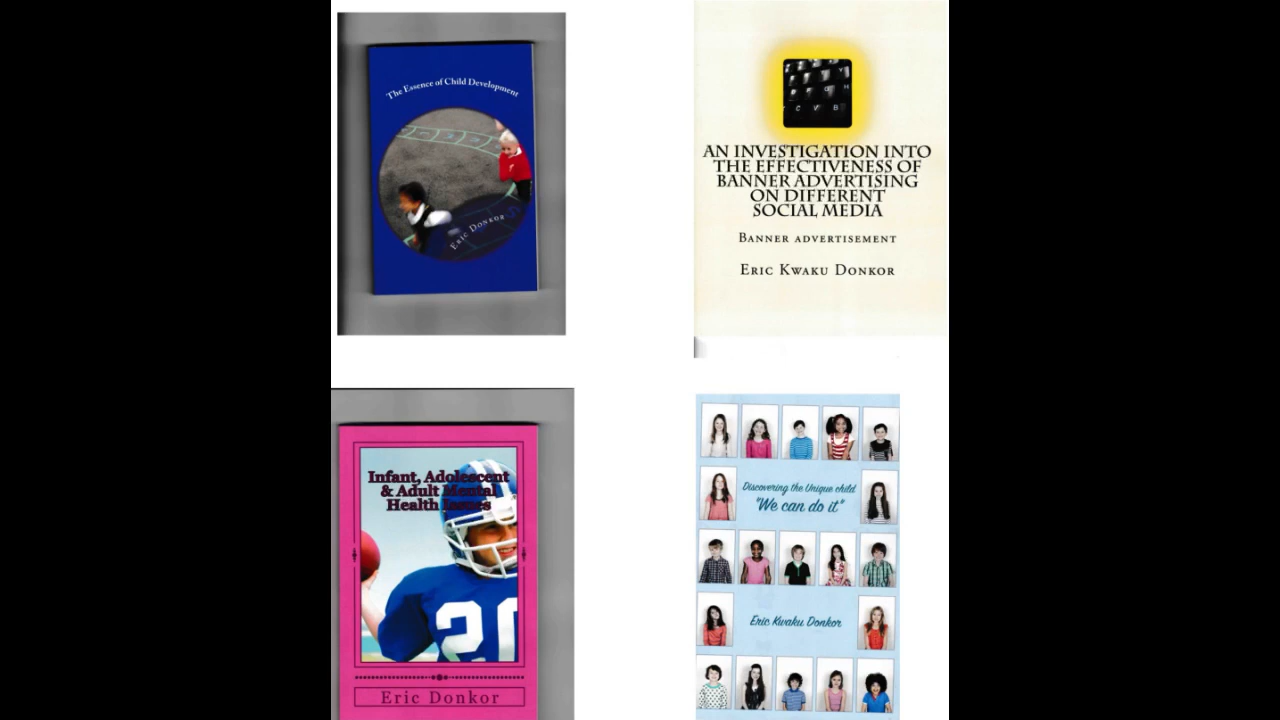 The Essence of Child Development
Eric Donkor
AN INVESTIGATION INTO
THE EFFECTIVENESS OF
BANNER ADVERTISING
ON DIFFERENT
SOCIAL MEDIA
BANNER ADVERTISEMENT
ERIC KWAKU DONKOR
Infant, Adolescent
& Adult Mental
Health Issues
20
Eric Donkor
Discovering the Unique child
"We can do it"
Eric Kwaku Donkor